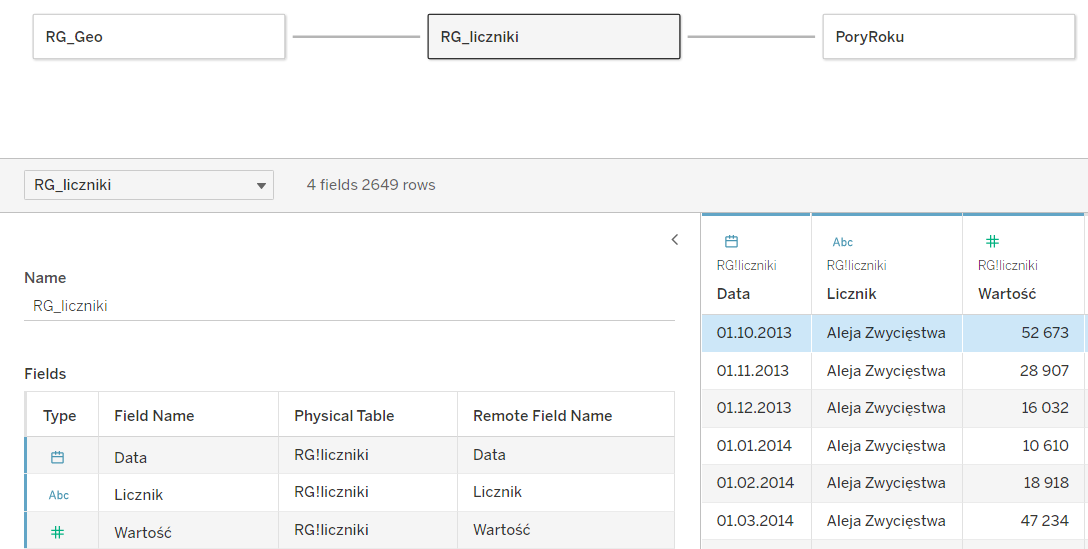 RG_Geo RG_liczniki PoryRoku
RG_liczniki 4 fields 2649 rows
Name
RG_liczniki
Fields
Type Field Name Physical Table Remote Field Name
Data RG!liczniki Data
Abc Licznik RG!liczniki Licznik
Wartość RG!liczniki Wartość
Abc
RG!liczniki RG!liczniki RG!liczniki
Data Licznik Wartość
01.10.2013 Aleja Zwycięstwa 52 673
01.11.2013 Aleja Zwycięstwa 28 907
01.12.2013 Aleja Zwycięstwa 16 032
01.01.2014 Aleja Zwycięstwa 10 610
01.02.2014 Aleja Zwycięstwa 18 918
01.03.2014 Aleja Zwycięstwa 47 234